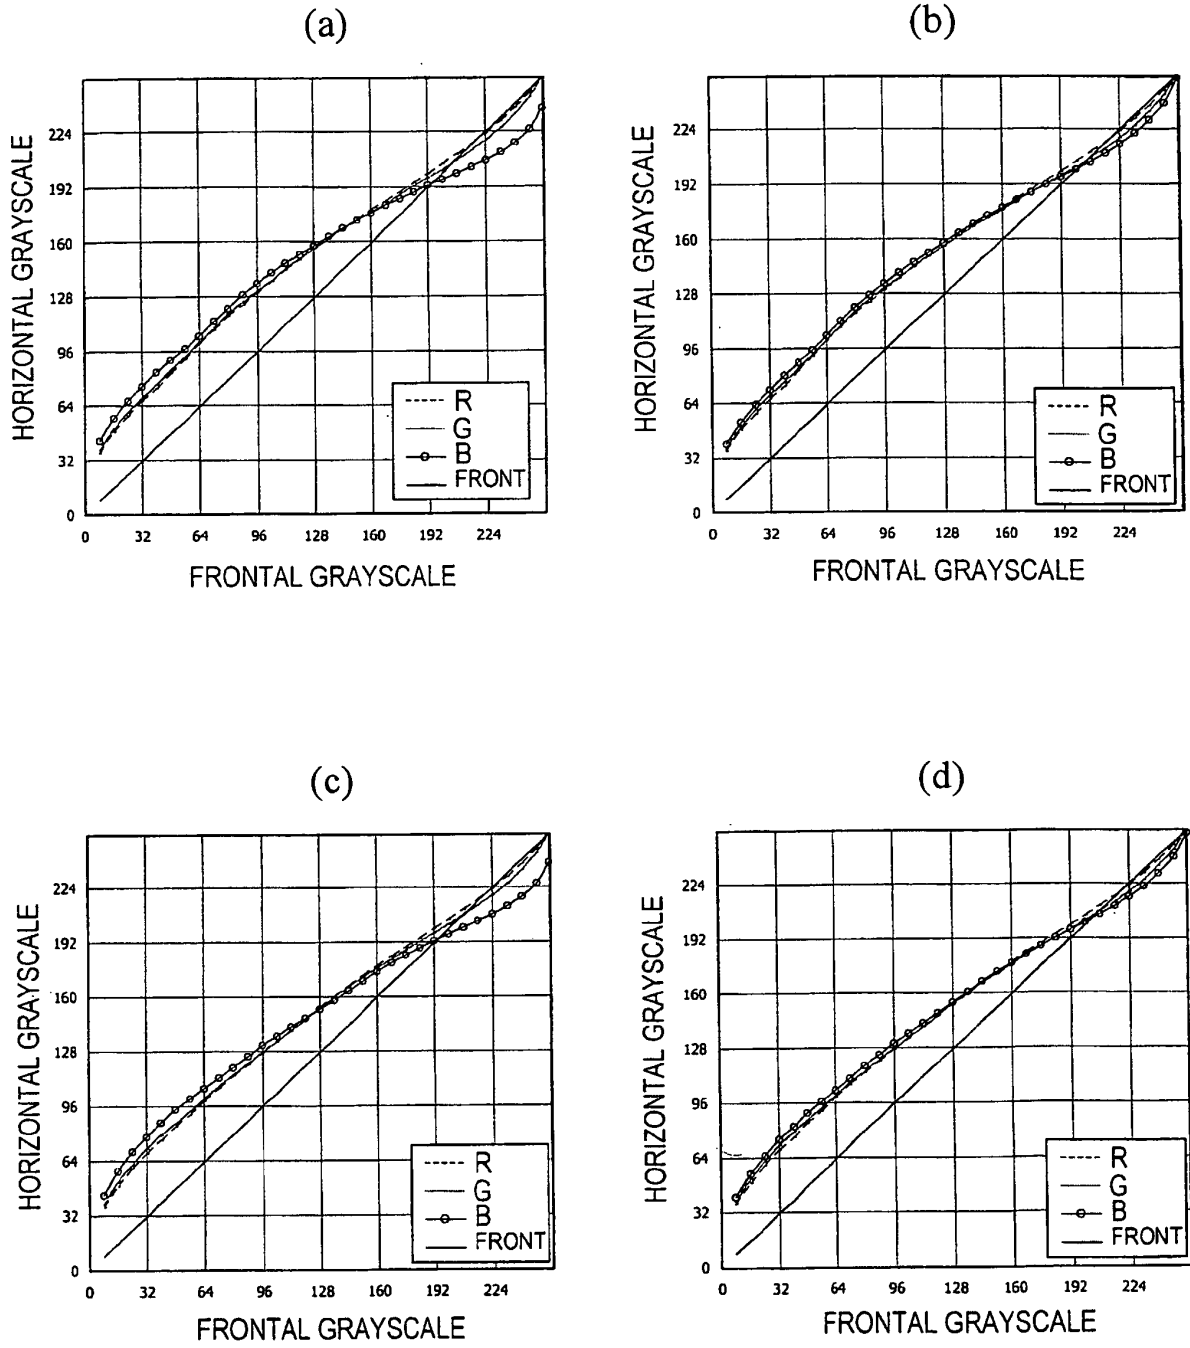 (a)
HORIZONTAL GRAYSCALE
224
192
160
128
96
64
32
0
0 32 64 96 128 160 192 224
FRONTAL GRAYSCALE
R
G
B
FRONT
(b)
HORIZONTAL GRAYSCALE
224
192
160
128
96
64
32
0
0 32 64 96 128 160 192 224
FRONTAL GRAYSCALE
R
G
B
FRONT
(c)
HORIZONTAL GRAYSCALE
224
192
160
128
96
64
32
0
0 32 64 96 128 160 192 224
FRONTAL GRAYSCALE
R
G
B
FRONT
(d)
HORIZONTAL GRAYSCALE
224
192
160
128
96
64
32
0
0 32 64 96 128 160 192 224
FRONTAL GRAYSCALE
R
G
B
FRONT